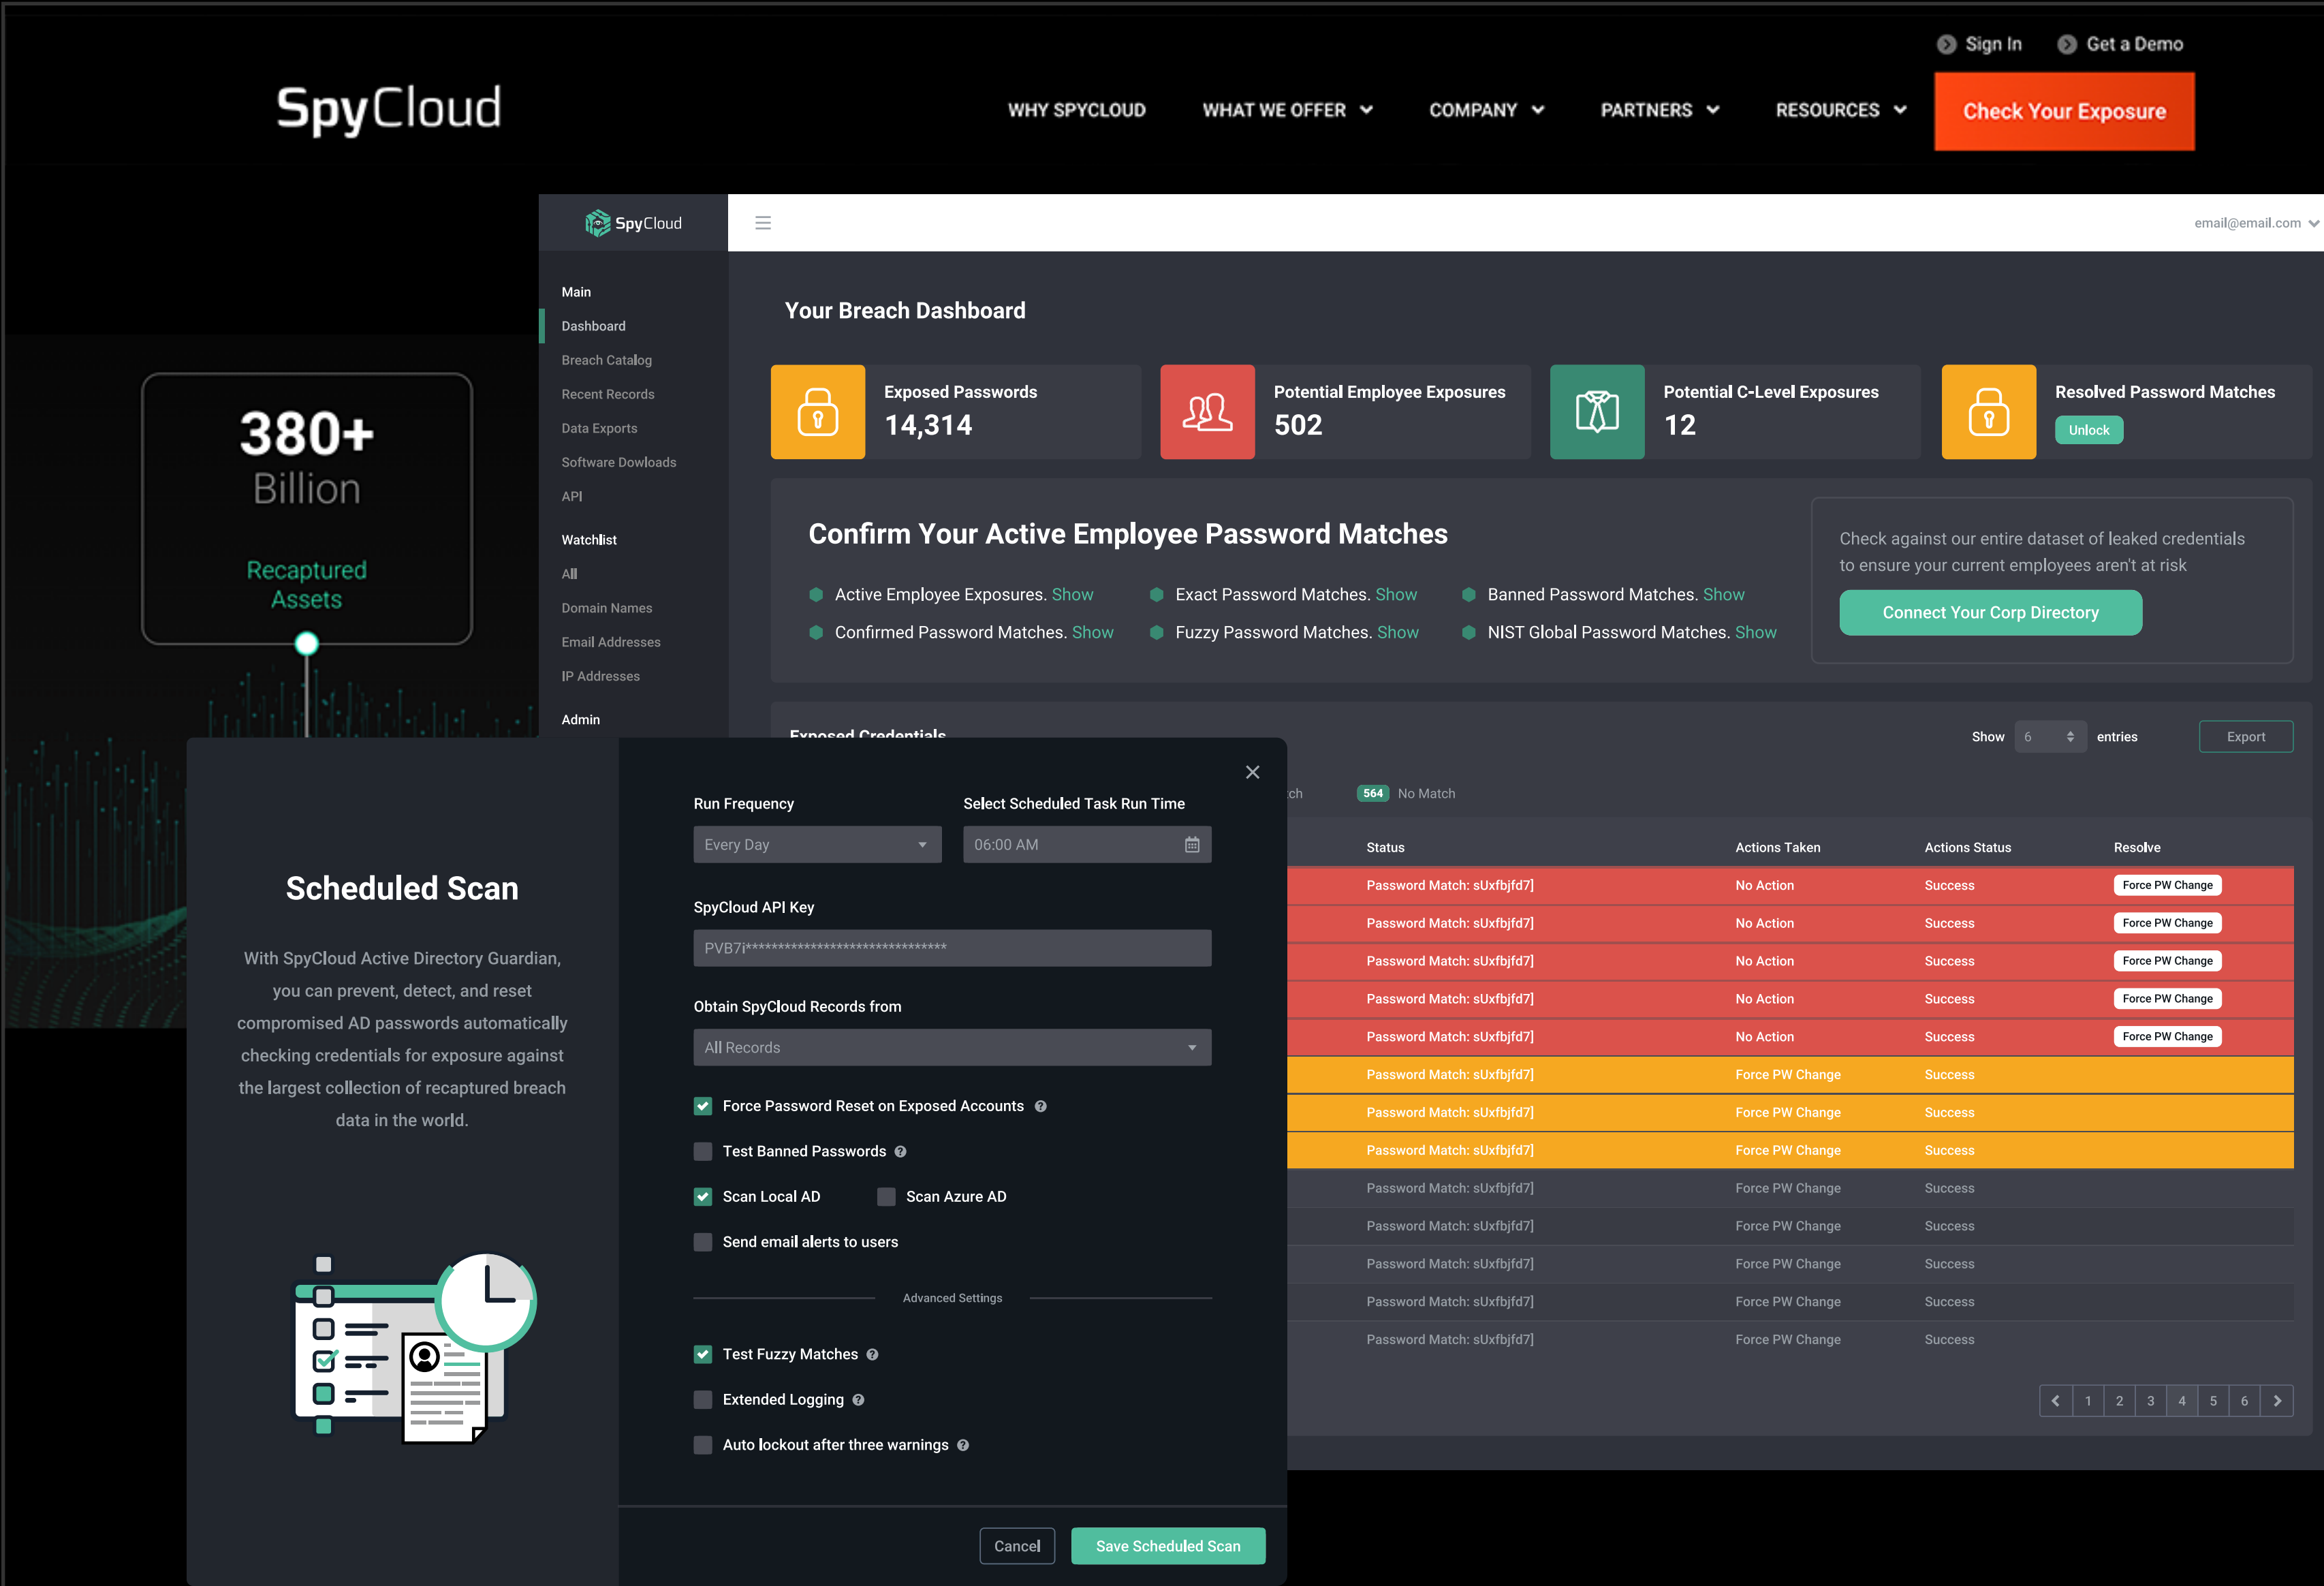 Sign In
Get a Demo
SpyCloud
WHY SPYCLOUD
WHAT WE OFFER
COMPANY
PARTNERS
RESOURCES
Check Your Exposure
380+
Billion
Recaptured
Assets
SpyCloud
email@email.com
Main
Dashboard
Breach Catalog
Recent Records
Data Exports
Software Dowloads
API
Watchlist
All
Domain Names
Email Addresses
IP Addresses
Admin
Your Breach Dashboard
Exposed Passwords
14,314
Potential Employee Exposures
502
Potential C-Level Exposures
12
Resolved Password Matches
Unlock
Confirm Your Active Employee Password Matches
Active Employee Exposures. Show
Exact Password Matches. Show
Banned Password Matches. Show
Confirmed Password Matches. Show
Fuzzy Password Matches. Show
NIST Global Password Matches. Show
Check against our entire dataset of leaked credentials
to ensure your current employees aren't at risk
Connect Your Corp Directory
Exposed Credentials
Show 6 entries
Export
564 No Match
Status Actions Taken Actions Status Resolve
Password Match: sUxfbjfd7] No Action Success Force PW Change
Password Match: sUxfbjfd7] No Action Success Force PW Change
Password Match: sUxfbjfd7] No Action Success Force PW Change
Password Match: sUxfbjfd7] No Action Success Force PW Change
Password Match: sUxfbjfd7] No Action Success Force PW Change
Password Match: sUxfbjfd7] Force PW Change Success
Password Match: sUxfbjfd7] Force PW Change Success
Password Match: sUxfbjfd7] Force PW Change Success
Password Match: sUxfbjfd7] Force PW Change Success
Password Match: sUxfbjfd7] Force PW Change Success
Password Match: sUxfbjfd7] Force PW Change Success
Password Match: sUxfbjfd7] Force PW Change Success
Password Match: sUxfbjfd7] Force PW Change Success
1 2 3 4 5 6
Scheduled Scan
With SpyCloud Active Directory Guardian,
you can prevent, detect, and reset
compromised AD passwords automatically
checking credentials for exposure against
the largest collection of recaptured breach
data in the world.
Run Frequency
Every Day
Select Scheduled Task Run Time
06:00 AM
SpyCloud API Key
PVB7i*******************************
Obtain SpyCloud Records from
All Records
Force Password Reset on Exposed Accounts
Test Banned Passwords
Scan Local AD
Scan Azure AD
Send email alerts to users
Advanced Settings
Test Fuzzy Matches
Extended Logging
Auto lockout after three warnings
Cancel
Save Scheduled Scan